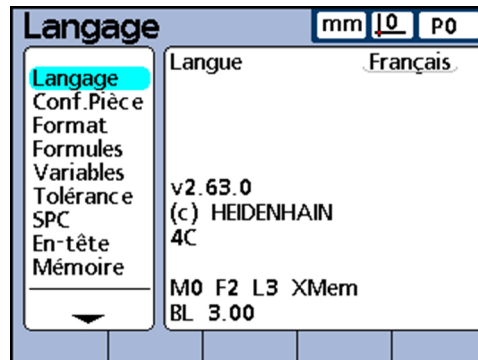 Langage
mm 0 P0
Langage
Conf.Pièce
Format
Formules
Variables
Tolérance
SPC
En-tête
Mémoire
Langue Français
v2.63.0
(c) HEIDENHAIN
4C
M0 F2 L3 XMem
BL 3.00